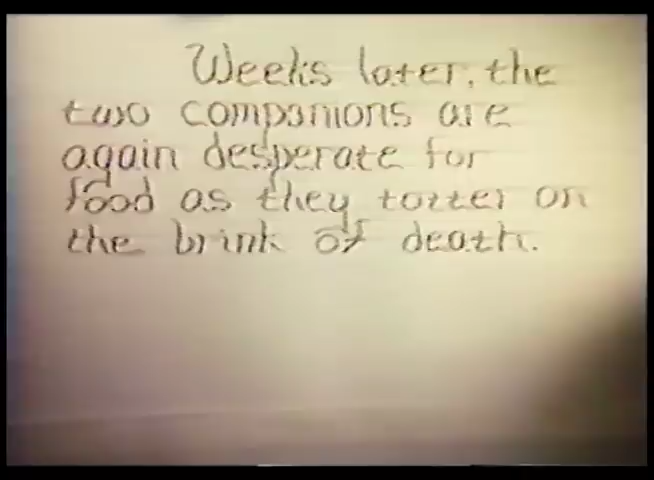 Weeks later, the
two companions are
again desperate for
food as they totter on
the brink of death.